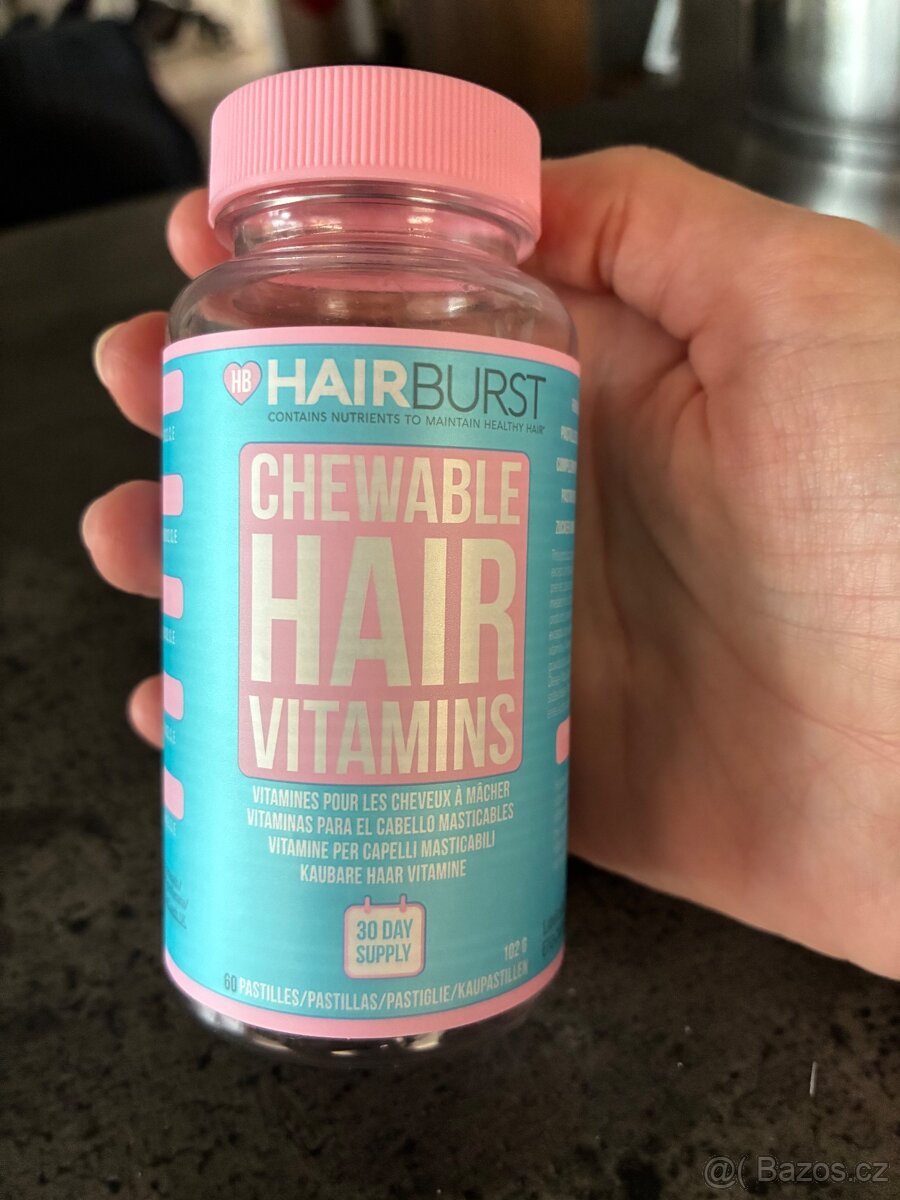 HB HAIRBURST
CONTAINS NUTRIENTS TO MAINTAIN HEALTHY HAIR*
CHEWABLE
HAIR
VITAMINS
VITAMINES POUR LES CHEVEUX À MÂCHER
VITAMINAS PARA EL CABELLO MASTICABLES
VITAMINE PER CAPELLI MASTICABILI
KAUBARE HAAR VITAMINE
30 DAY
SUPPLY
102 G
60 PASTILLES/PASTILLAS/PASTIGLIE/KAUPASTILLEN
@( Bazos.cz